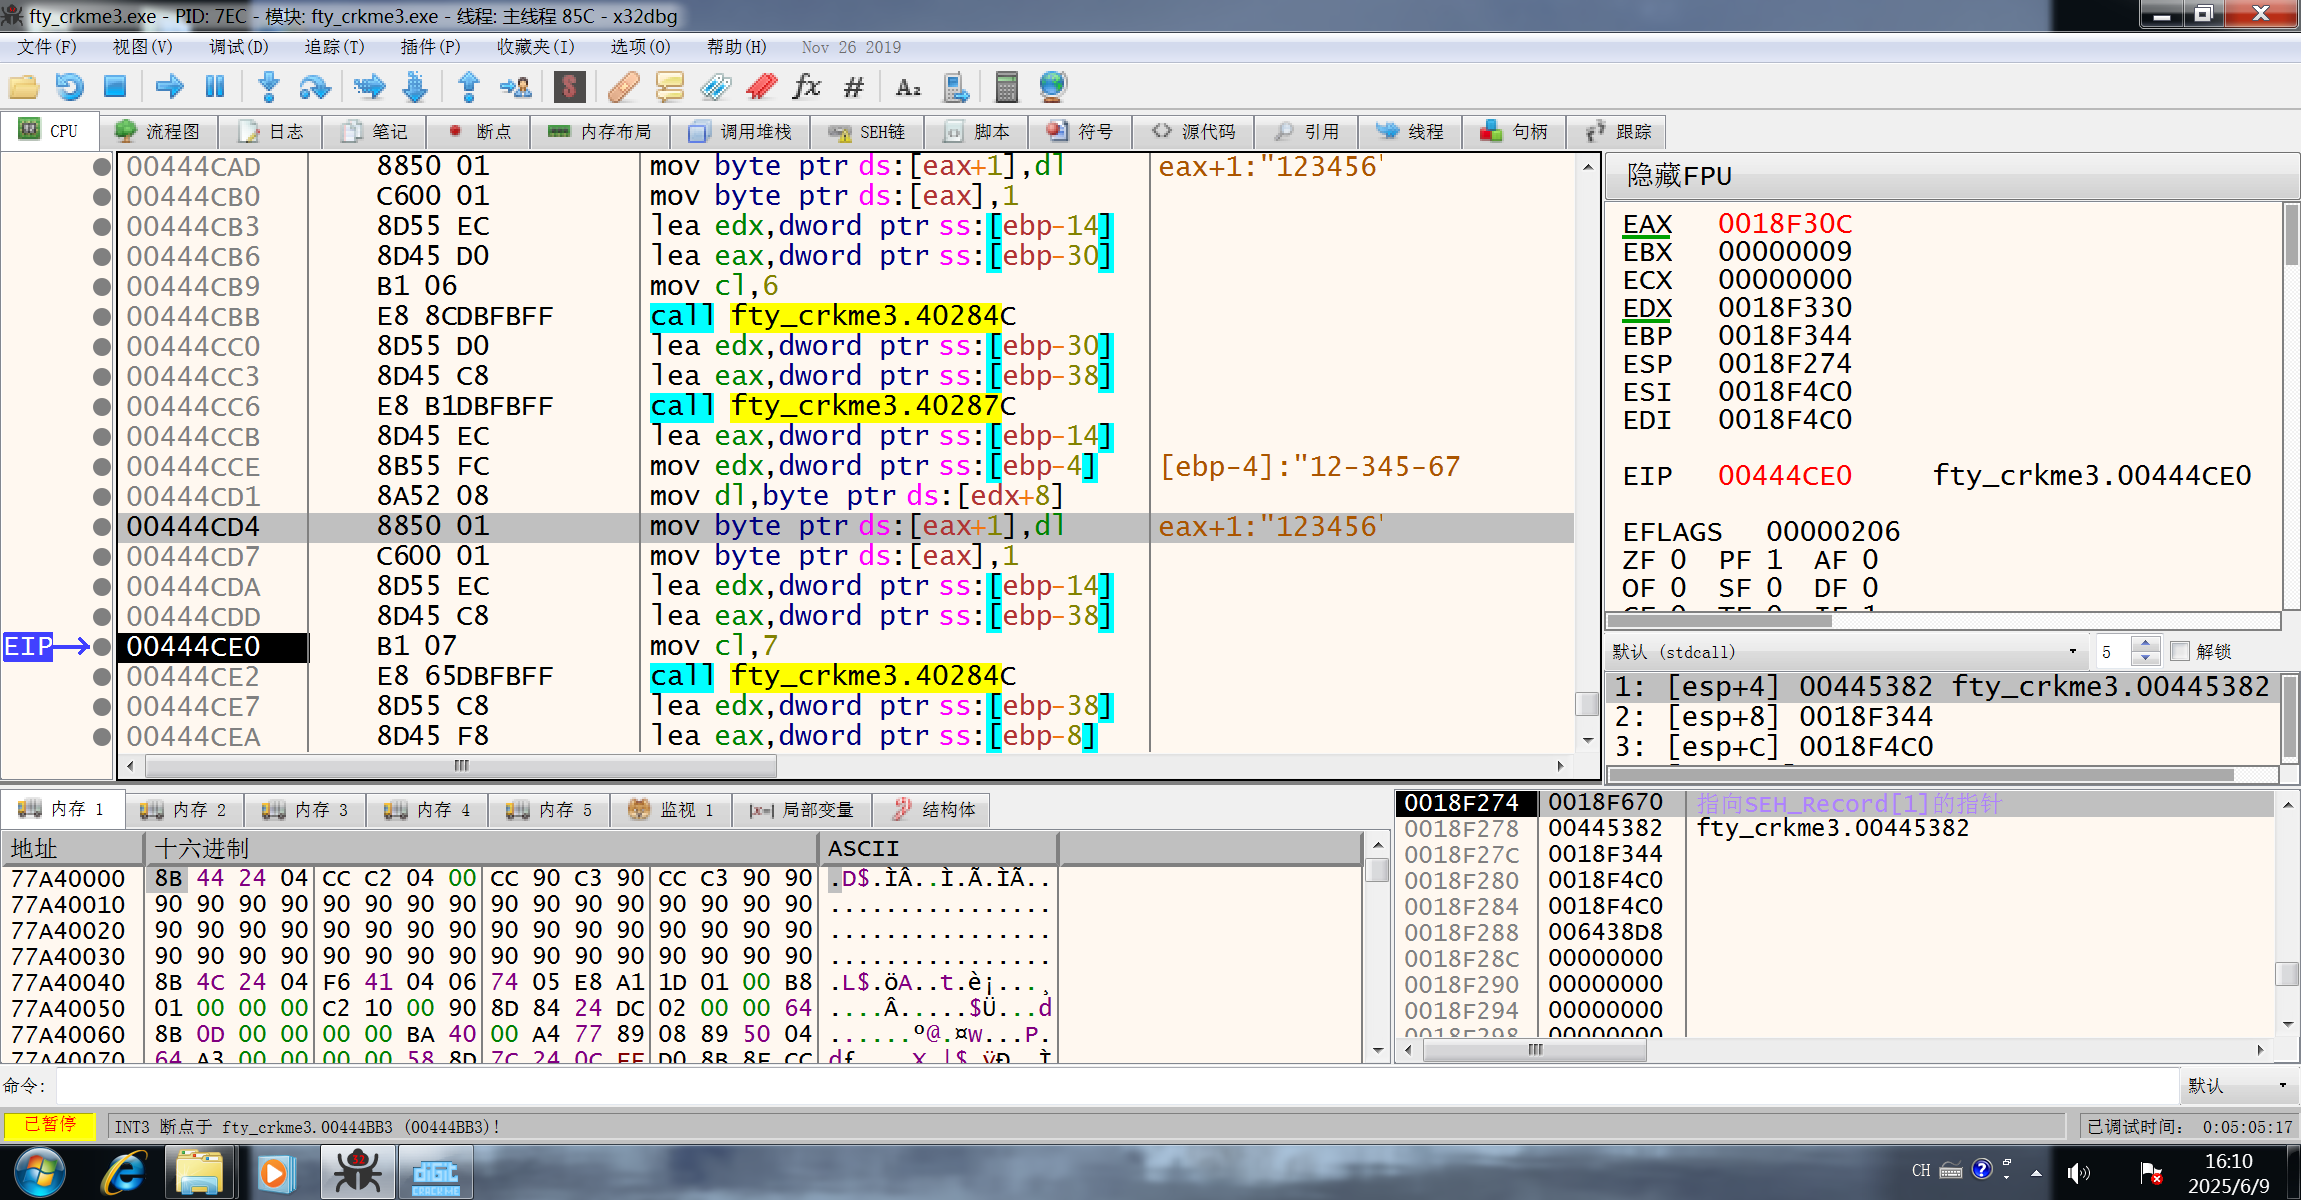 fty_crkme3.exe - PID: 7EC - 模块: fty_crkme3.exe - 线程: 主线程 85C - x32dbg
文件(F) 视图(V) 调试(D) 追踪(T) 插件(P) 收藏夹(I) 选项(O) 帮助(H) Nov 26 2019
CPU 流程图 日志 笔记 断点 内存布局 调用堆栈 SEH链 脚本 符号 源代码 引用 线程 句柄 跟踪
00444CAD 8850 01 mov byte ptr ds:[eax+1],dl eax+1:"123456'
00444CB0 C600 01 mov byte ptr ds:[eax],1
00444CB3 8D55 EC lea edx,dword ptr ss:[ebp-14]
00444CB6 8D45 D0 lea eax,dword ptr ss:[ebp-30]
00444CB9 B1 06 mov cl,6
00444CBB E8 8CDBFBFF call fty_crkme3.40284C
00444CC0 8D55 D0 lea edx,dword ptr ss:[ebp-30]
00444CC3 8D45 C8 lea eax,dword ptr ss:[ebp-38]
00444CC6 E8 B1DBFBFF call fty_crkme3.40287C
00444CCB 8D45 EC lea eax,dword ptr ss:[ebp-14]
00444CCE 8B55 FC mov edx,dword ptr ss:[ebp-4] [ebp-4]:"12-345-67
00444CD1 8A52 08 mov dl,byte ptr ds:[edx+8]
00444CD4 8850 01 mov byte ptr ds:[eax+1],dl eax+1:"123456'
00444CD7 C600 01 mov byte ptr ds:[eax],1
00444CDA 8D55 EC lea edx,dword ptr ss:[ebp-14]
00444CDD 8D45 C8 lea eax,dword ptr ss:[ebp-38]
EIP 00444CE0 B1 07 mov cl,7
00444CE2 E8 65DBFBFF call fty_crkme3.40284C
00444CE7 8D55 C8 lea edx,dword ptr ss:[ebp-38]
00444CEA 8D45 F8 lea eax,dword ptr ss:[ebp-8]
隐藏FPU
EAX 0018F30C
EBX 00000009
ECX 00000000
EDX 0018F330
EBP 0018F344
ESP 0018F274
ESI 0018F4C0
EDI 0018F4C0
EIP 00444CE0 fty_crkme3.00444CE0
EFLAGS 00000206
ZF 0 PF 1 AF 0
OF 0 SF 0 DF 0
CF 0 TF 0 IF 1
默认 (stdcall) 5 解锁
1: [esp+4] 00445382 fty_crkme3.00445382
2: [esp+8] 0018F344
3: [esp+C] 0018F4C0
内存 1 内存 2 内存 3 内存 4 内存 5 监视 1 局部变量 结构体
地址 十六进制 ASCII
77A40000 8B 44 24 04 CC C2 04 00 CC 90 C3 90 CC C3 90 90 .D$.ÌÂ..Ì.Ã.ÌÃ..
77A40010 90 90 90 90 90 90 90 90 90 90 90 90 90 90 90 90 ................
77A40020 90 90 90 90 90 90 90 90 90 90 90 90 90 90 90 90 ................
77A40030 90 90 90 90 90 90 90 90 90 90 90 90 90 90 90 90 ................
77A40040 8B 4C 24 04 F6 41 04 06 74 05 E8 A1 1D 01 00 B8 .L$.öA..t.è¡...¸
77A40050 01 00 00 00 C2 10 00 90 8D 84 24 DC 02 00 00 64 ....Â.....$Ü...d
77A40060 8B 0D 00 00 00 00 BA 40 00 A4 77 89 08 89 50 04 ......º@.¤w...P.
77A40070 64 A3 00 00 00 00 58 8D 7C 24 0C FF D0 8B 8F CC d£....X.|$.ÿÐ..Ì
0018F274 0018F670 指向SEH_Record[1]的指针
0018F278 00445382 fty_crkme3.00445382
0018F27C 0018F344
0018F280 0018F4C0
0018F284 0018F4C0
0018F288 006438D8
0018F28C 00000000
0018F290 00000000
0018F294 00000000
0018F298 00000000
命令: 默认
已暂停 INT3 断点于 fty_crkme3.00444BB3 (00444BB3)! 已调试时间: 0:05:05:17
CH 16:10
2025/6/9